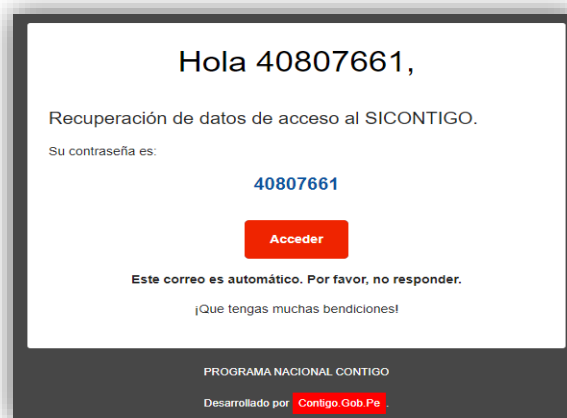 Hola 40807661,
Recuperación de datos de acceso al SICONTIGO.
Su contraseña es:
40807661
Acceder
Este correo es automático. Por favor, no responder.
¡Que tengas muchas bendiciones!
PROGRAMA NACIONAL CONTIGO
Desarrollado por Contigo.Gob.Pe .